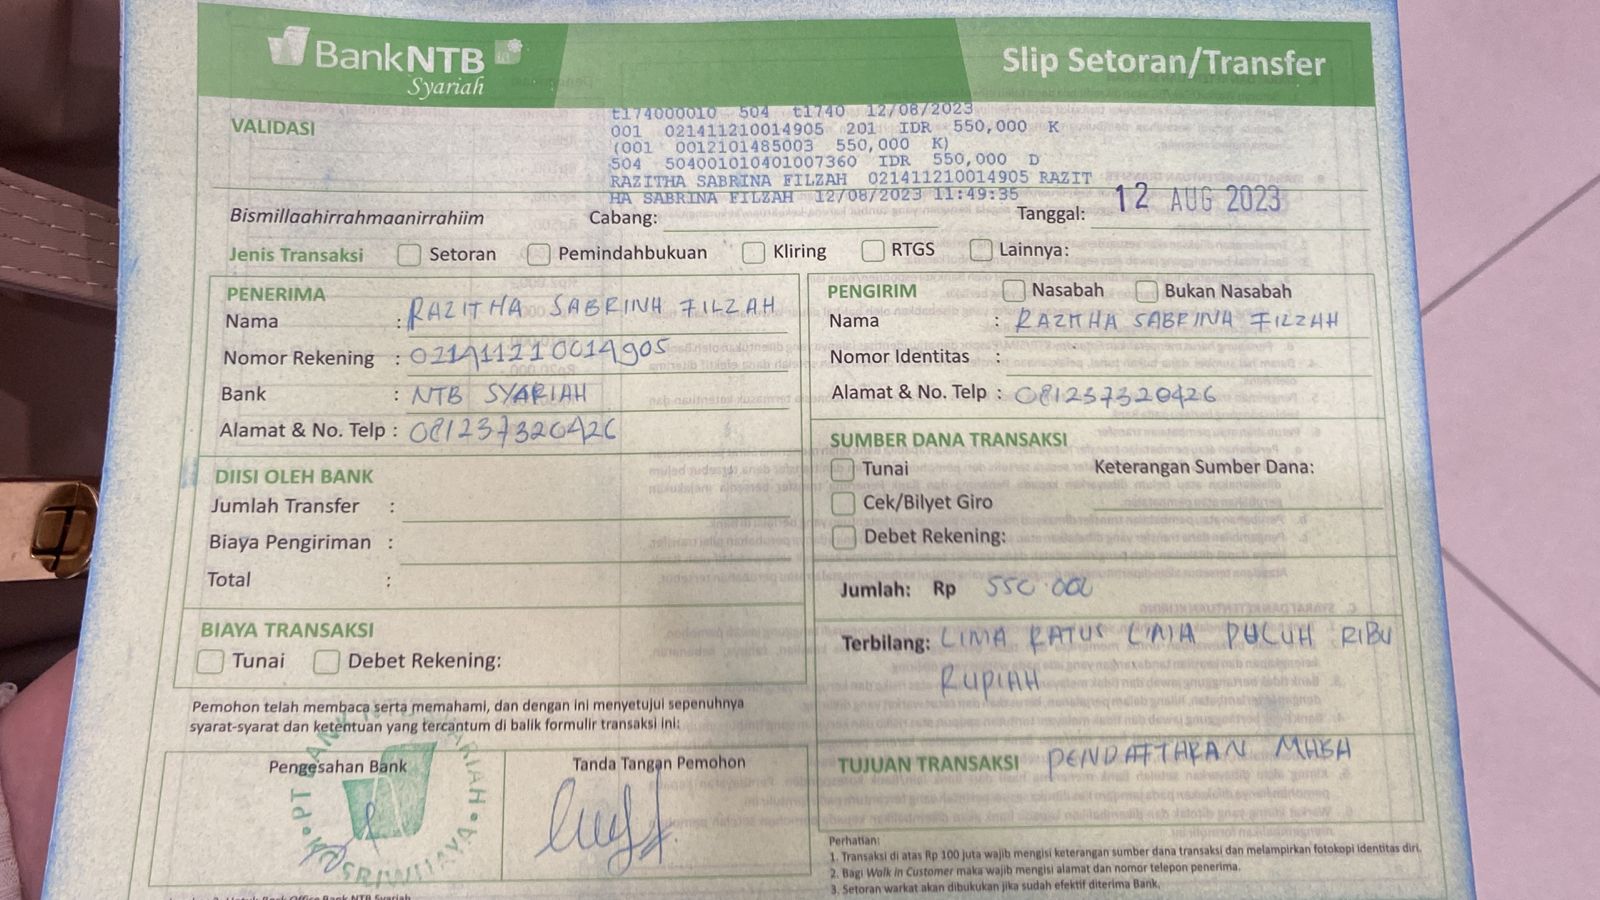 BankNTB
Syariah
Slip Setoran/Transfer
VALIDASI
t174000010 504 t1740 12/08/2023
001 021411210014905 201 IDR 550,000 K
(001 0012101485003 550,000 K)
504 504001010401007360 IDR 550,000 D
RAZITHA SABRINA FILZAH 021411210014905 RAZIT
HA SABRINA FILZAH 12/08/2023 11:49:35
Bismillaahirrahmaanirrahiim Cabang: Tanggal: 12 AUG 2023
Jenis Transaksi Setoran Pemindahbukuan Kliring RTGS Lainnya:
PENERIMA
Nama : RAZITHA SABRINA FILZAH
Nomor Rekening : 021411210014905
Bank : NTB SYARIAH
Alamat & No. Telp : 081237320426
DIISI OLEH BANK
Jumlah Transfer :
Biaya Pengiriman :
Total :
BIAYA TRANSAKSI
Tunai Debet Rekening:
Pemohon telah membaca serta memahami, dan dengan ini menyetujui sepenuhnya
syarat-syarat dan ketentuan yang tercantum di balik formulir transaksi ini:
Pengesahan Bank Tanda Tangan Pemohon
SRIWIJAYA
PENGIRIM Nasabah Bukan Nasabah
Nama : RAZITHA SABRINA FILZAH
Nomor Identitas :
Alamat & No. Telp : 081237320426
SUMBER DANA TRANSAKSI
Tunai Keterangan Sumber Dana:
Cek/Bilyet Giro
Debet Rekening:
Jumlah: Rp 550.000
Terbilang: LIMA RATUS LIMA PULUH RIBU
RUPIAH
TUJUAN TRANSAKSI PENDAFTARAN MABA
Perhatian:
1. Transaksi di atas Rp 100 juta wajib mengisi keterangan sumber dana transaksi dan melampirkan fotokopi identitas diri.
2. Bagi Walk In Customer maka wajib mengisi alamat dan nomor telepon penerima.
3. Setoran warkat akan dibukukan jika sudah efektif diterima Bank.